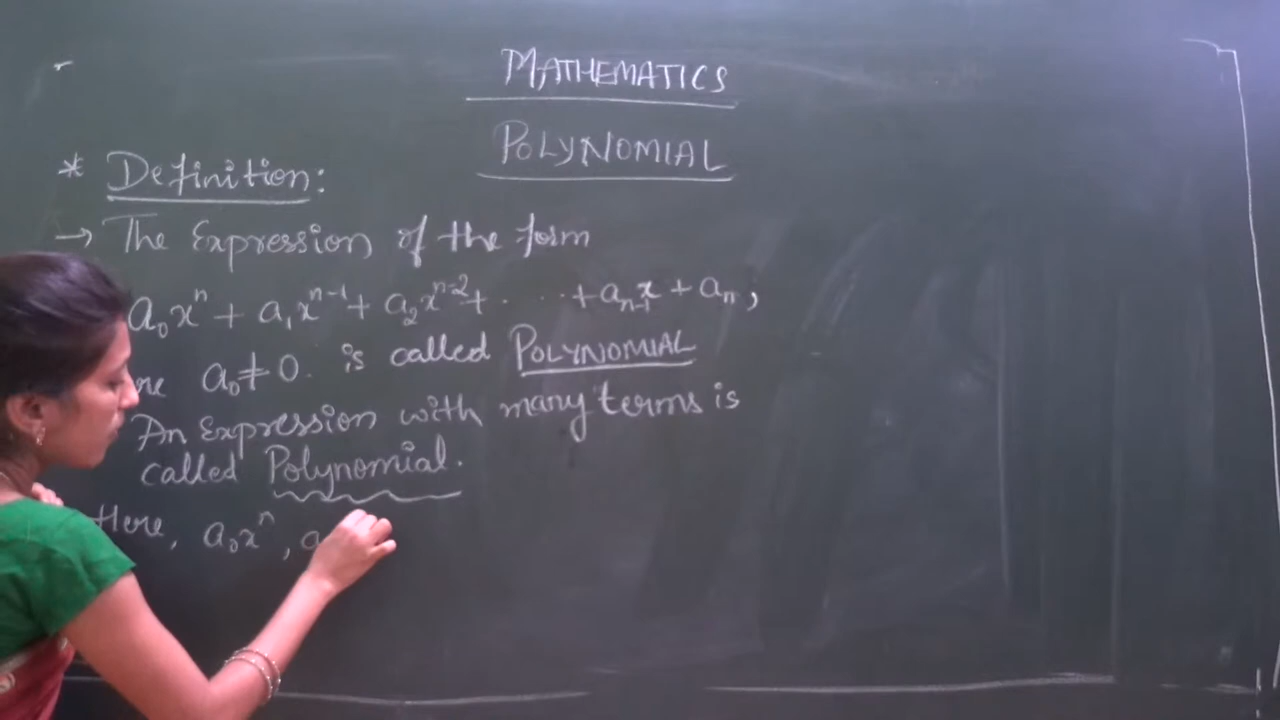 MATHEMATICS
POLYNOMIAL
* Definition:
→ The Expression of the form
a₀xⁿ + a₁xⁿ⁻¹ + a₂xⁿ⁻² + . . . . + aₙ₋₁x + aₙ,
re a₀ ≠ 0. is called POLYNOMIAL
An Expression with many terms is
called Polynomial.
Here, a₀xⁿ, a